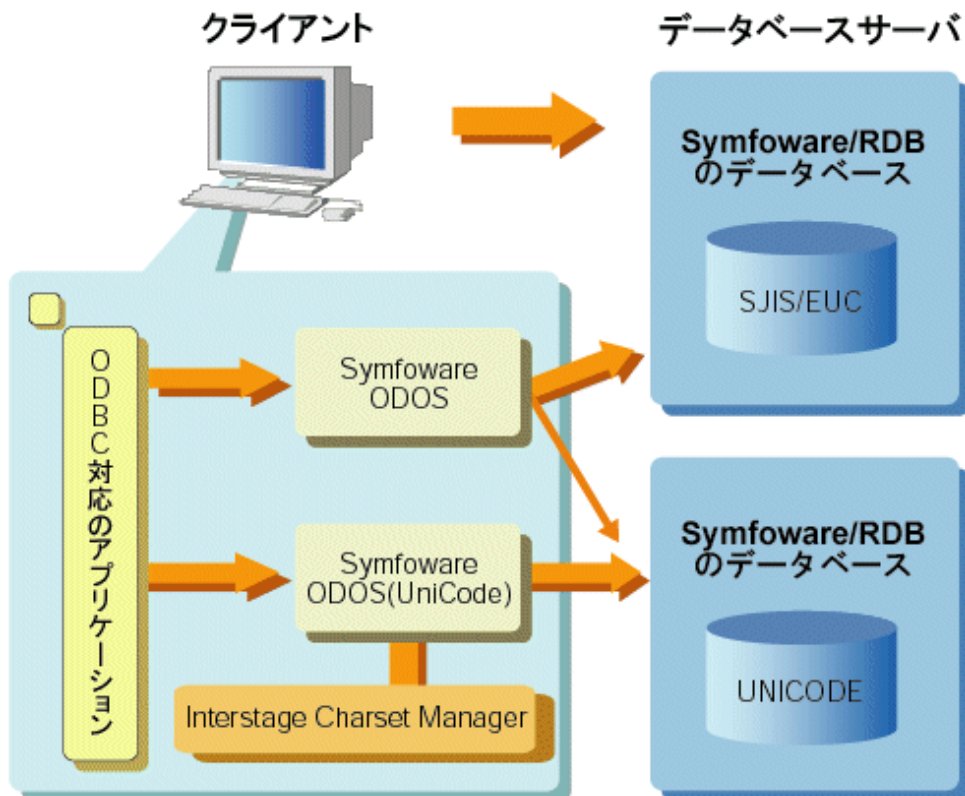 クライアント
データベースサーバ
Symfoware/RDB
のデータベース
SJIS/EUC
ODBC対応のアプリケーション
Symfoware
ODOS
Symfoware
ODOS(UniCode)
Interstage Charset Manager
Symfoware/RDB
のデータベース
UNICODE